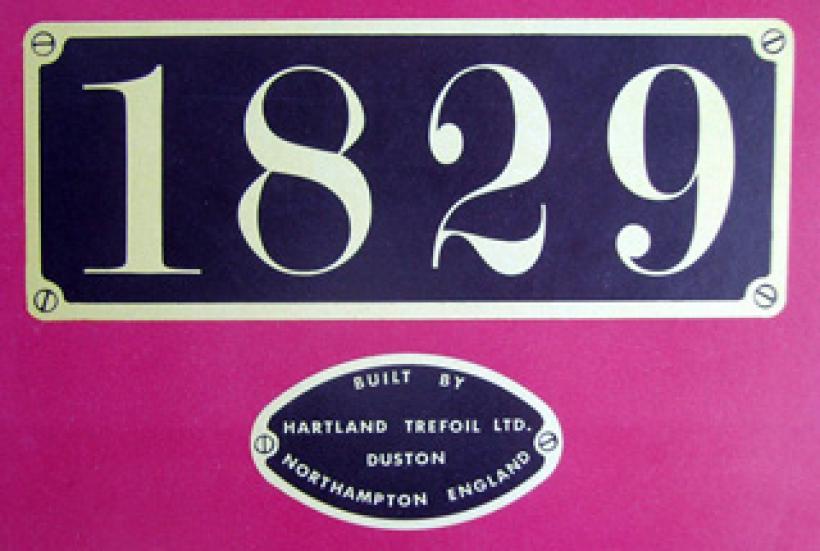 1829
BUILT BY
HARTLAND TREFOIL LTD.
DUSTON
NORTHAMPTON ENGLAND